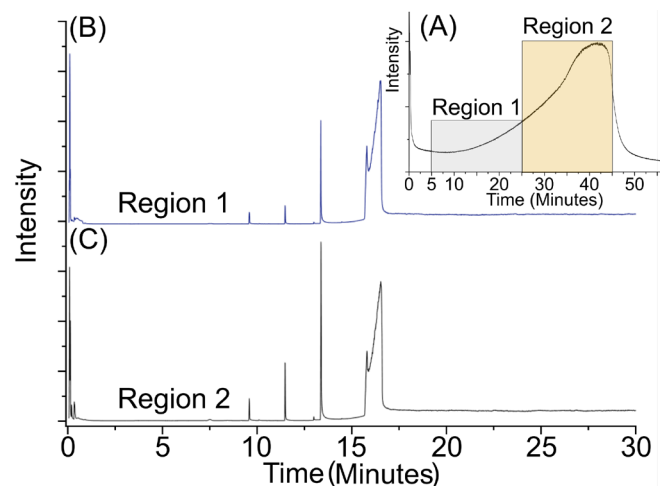 (B)
(A)
Region 2
Intensity
Region 1
0 5 10 20 30 40 50
Time (Minutes)
Region 1
Intensity
(C)
Region 2
0 5 10 15 20 25 30
Time (Minutes)